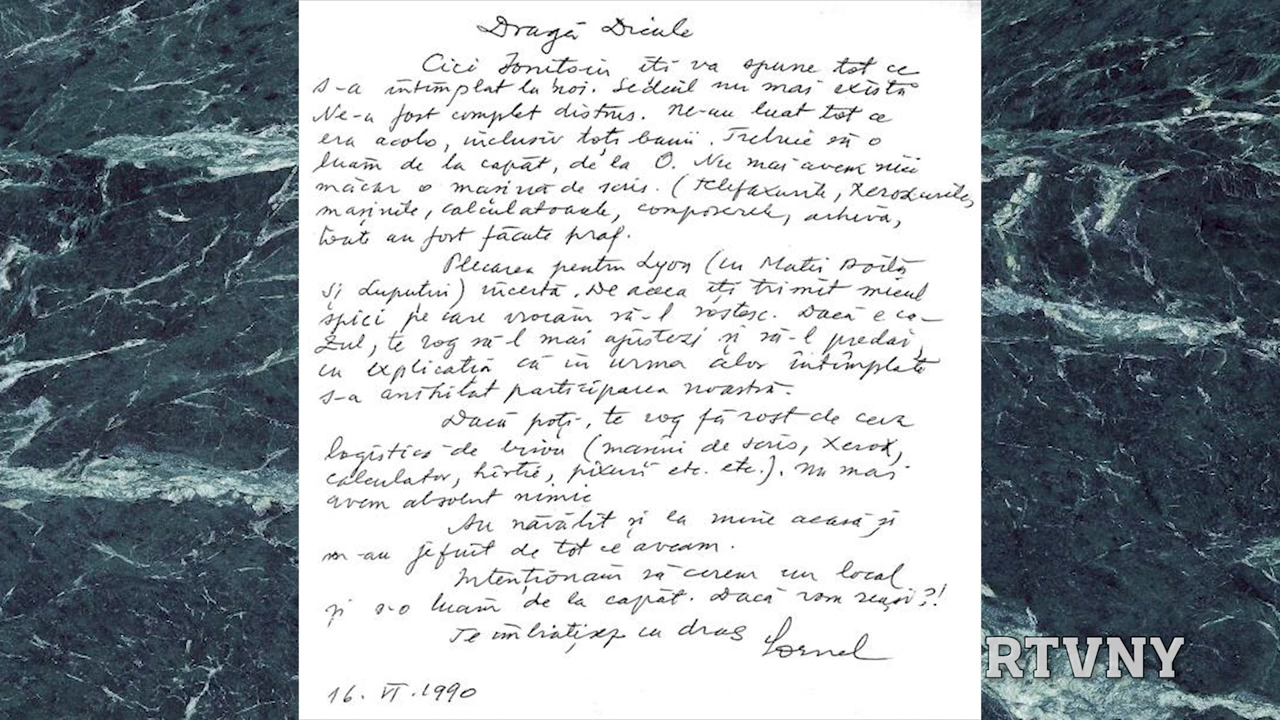 Dragă Dicule
Cici Ionițoiu îți va spune tot ce
s-a întîmplat la noi. Sediul nu mai există
Ne-a fost complet distrus. Ne-au luat tot ce
era acolo, inclusiv toți banii. Trebuie să o
luăm de la capăt, de la 0. Nu mai avem nici
măcar o mașină de scris. (telefaxurile, xeroxurile,
mașinile, calculatoarele, composerele, arhivă,
toate au fost făcute praf.
Plecarea pentru Lyon (cu Matei Boilă
și Luputiu) incertă. De aceea îți trimit micul
spici pe care vroiam să-l rostesc. Dacă e ca-
zul, te rog să-l mai ajustezi și să-l predai,
cu explicația că în urma celor întîmplate
s-a anihilat participarea noastră.
Dacă poți, te rog fă rost de ceva
logistică de birou (mașini de scris, xerox,
calculator, hîrtie, pixuri etc. etc.). Nu mai
avem absolut nimic
Au năvălit și la mine acasă și
m-au jefuit de tot ce aveam.
Intenționăm să cerem un local
și s-o luăm de la capăt. Dacă vom reuși?!
Te îmbrățișez cu drag Cornel
16. VI. 1990
RTVNY